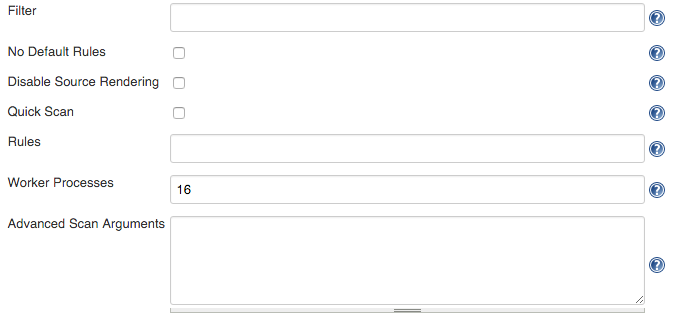 Filter
No Default Rules
Disable Source Rendering
Quick Scan
Rules
Worker Processes
16
Advanced Scan Arguments